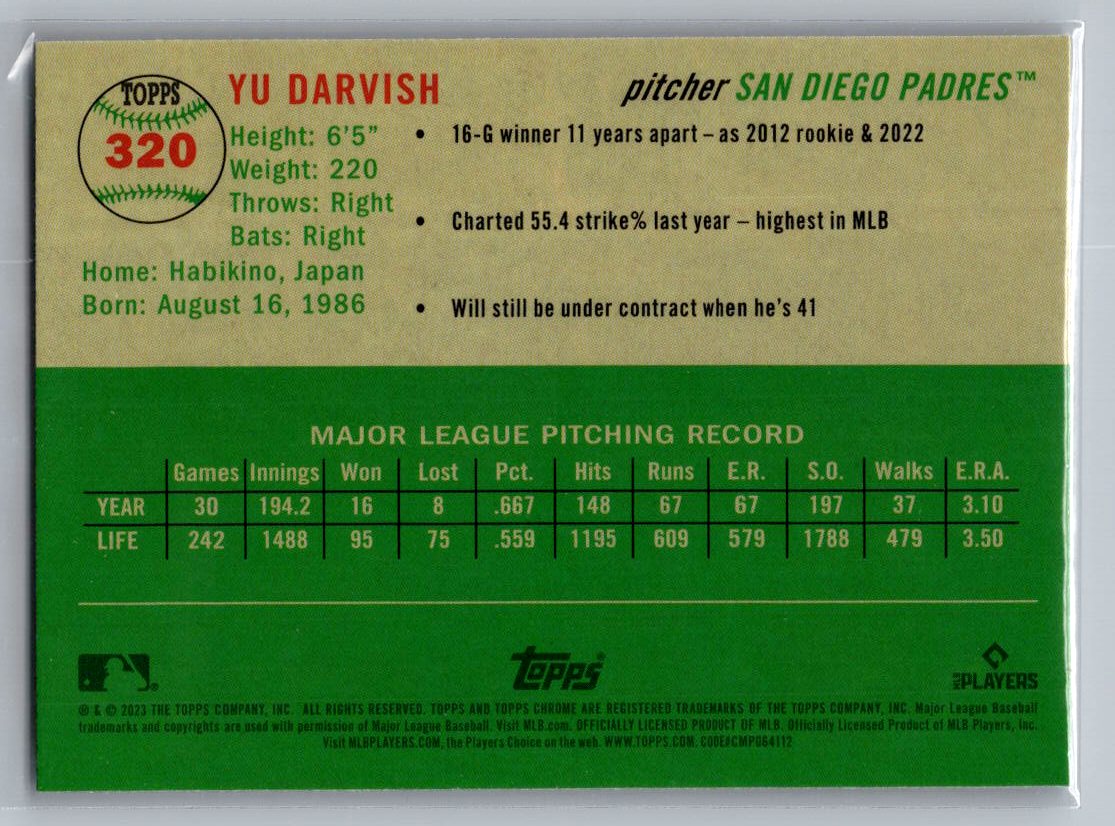 TOPPS
320
YU DARVISH
pitcher SAN DIEGO PADRES™
Height: 6'5"
Weight: 220
Throws: Right
Bats: Right
Home: Habikino, Japan
Born: August 16, 1986
• 16-G winner 11 years apart – as 2012 rookie & 2022
• Charted 55.4 strike% last year – highest in MLB
• Will still be under contract when he's 41
MAJOR LEAGUE PITCHING RECORD
Games Innings Won Lost Pct. Hits Runs E.R. S.O. Walks E.R.A.
YEAR 30 194.2 16 8 .667 148 67 67 197 37 3.10
LIFE 242 1488 95 75 .559 1195 609 579 1788 479 3.50
topps®
MLB PLAYERS
® & © 2023 THE TOPPS COMPANY, INC. ALL RIGHTS RESERVED. TOPPS AND TOPPS CHROME ARE REGISTERED TRADEMARKS OF THE TOPPS COMPANY, INC. Major League Baseball
trademarks and copyrights are used with permission of Major League Baseball. Visit MLB.com. OFFICIALLY LICENSED PRODUCT OF MLB. Officially Licensed Product of MLB Players, Inc.
Visit MLBPLAYERS.COM, the Players Choice on the web. WWW.TOPPS.COM. CODE#CMP084112